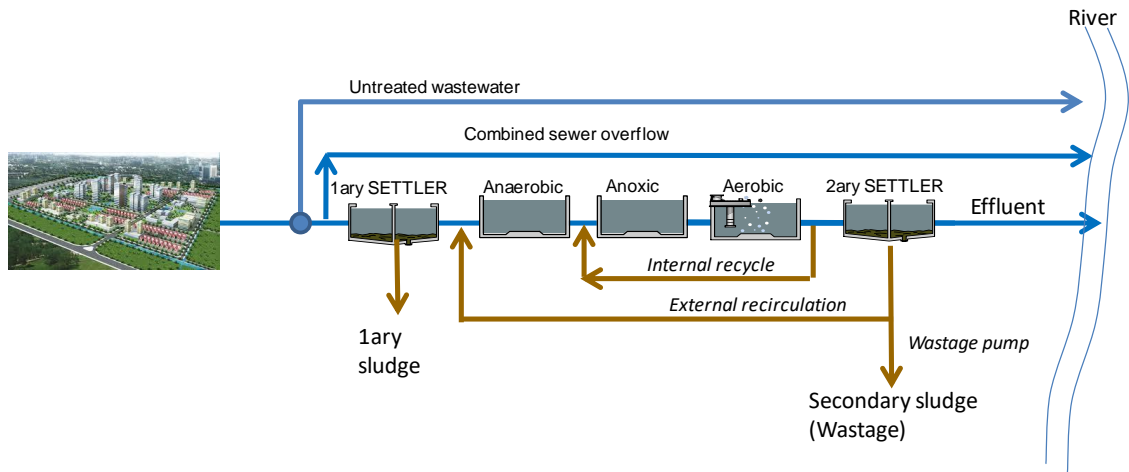 River
Untreated wastewater
Combined sewer overflow
1ary SETTLER
Anaerobic
Anoxic
Aerobic
2ary SETTLER
Effluent
Internal recycle
External recirculation
1ary
sludge
Wastage pump
Secondary sludge
(Wastage)